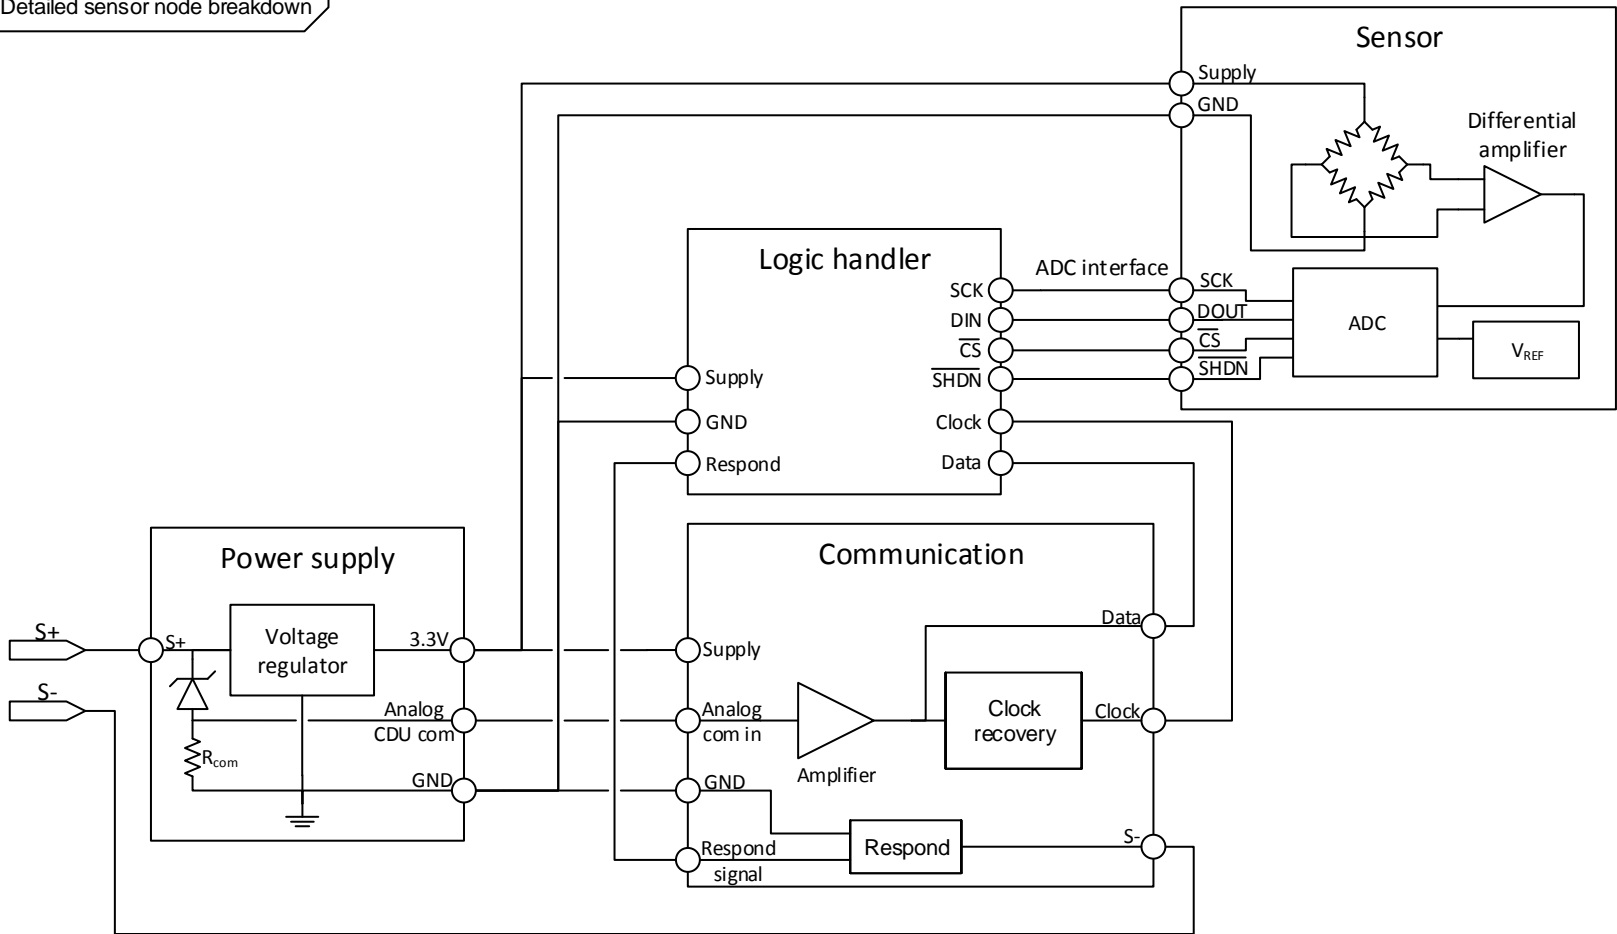 Detailed sensor node breakdown
Sensor
Supply
GND
Differential
amplifier
Logic handler
ADC interface
SCK
DIN
CS
SHDN
Clock
Data
Supply
GND
Respond
SCK
DOUT
CS
SHDN
ADC
VREF
Power supply
S+
S-
S+
Voltage
regulator
3.3V
Analog
CDU com
Rcom
GND
Communication
Supply
Analog
com in
Amplifier
GND
Respond
signal
Respond
Data
Clock
recovery
Clock
S-